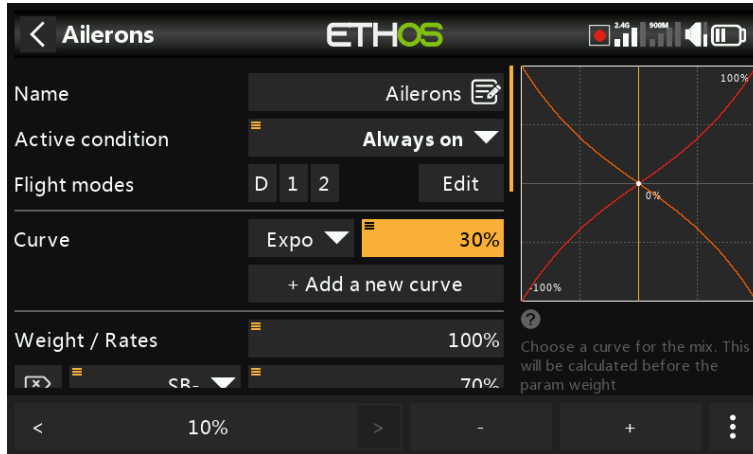 Ailerons
ETHOS
2.4G 900M
Name Ailerons
Active condition Always on
Flight modes D 1 2 Edit
Curve Expo 30%
+ Add a new curve
Weight / Rates 100%
SB- 70%
100%
0%
-100%
?
Choose a curve for the mix. This
will be calculated before the
param weight
< 10% > - +